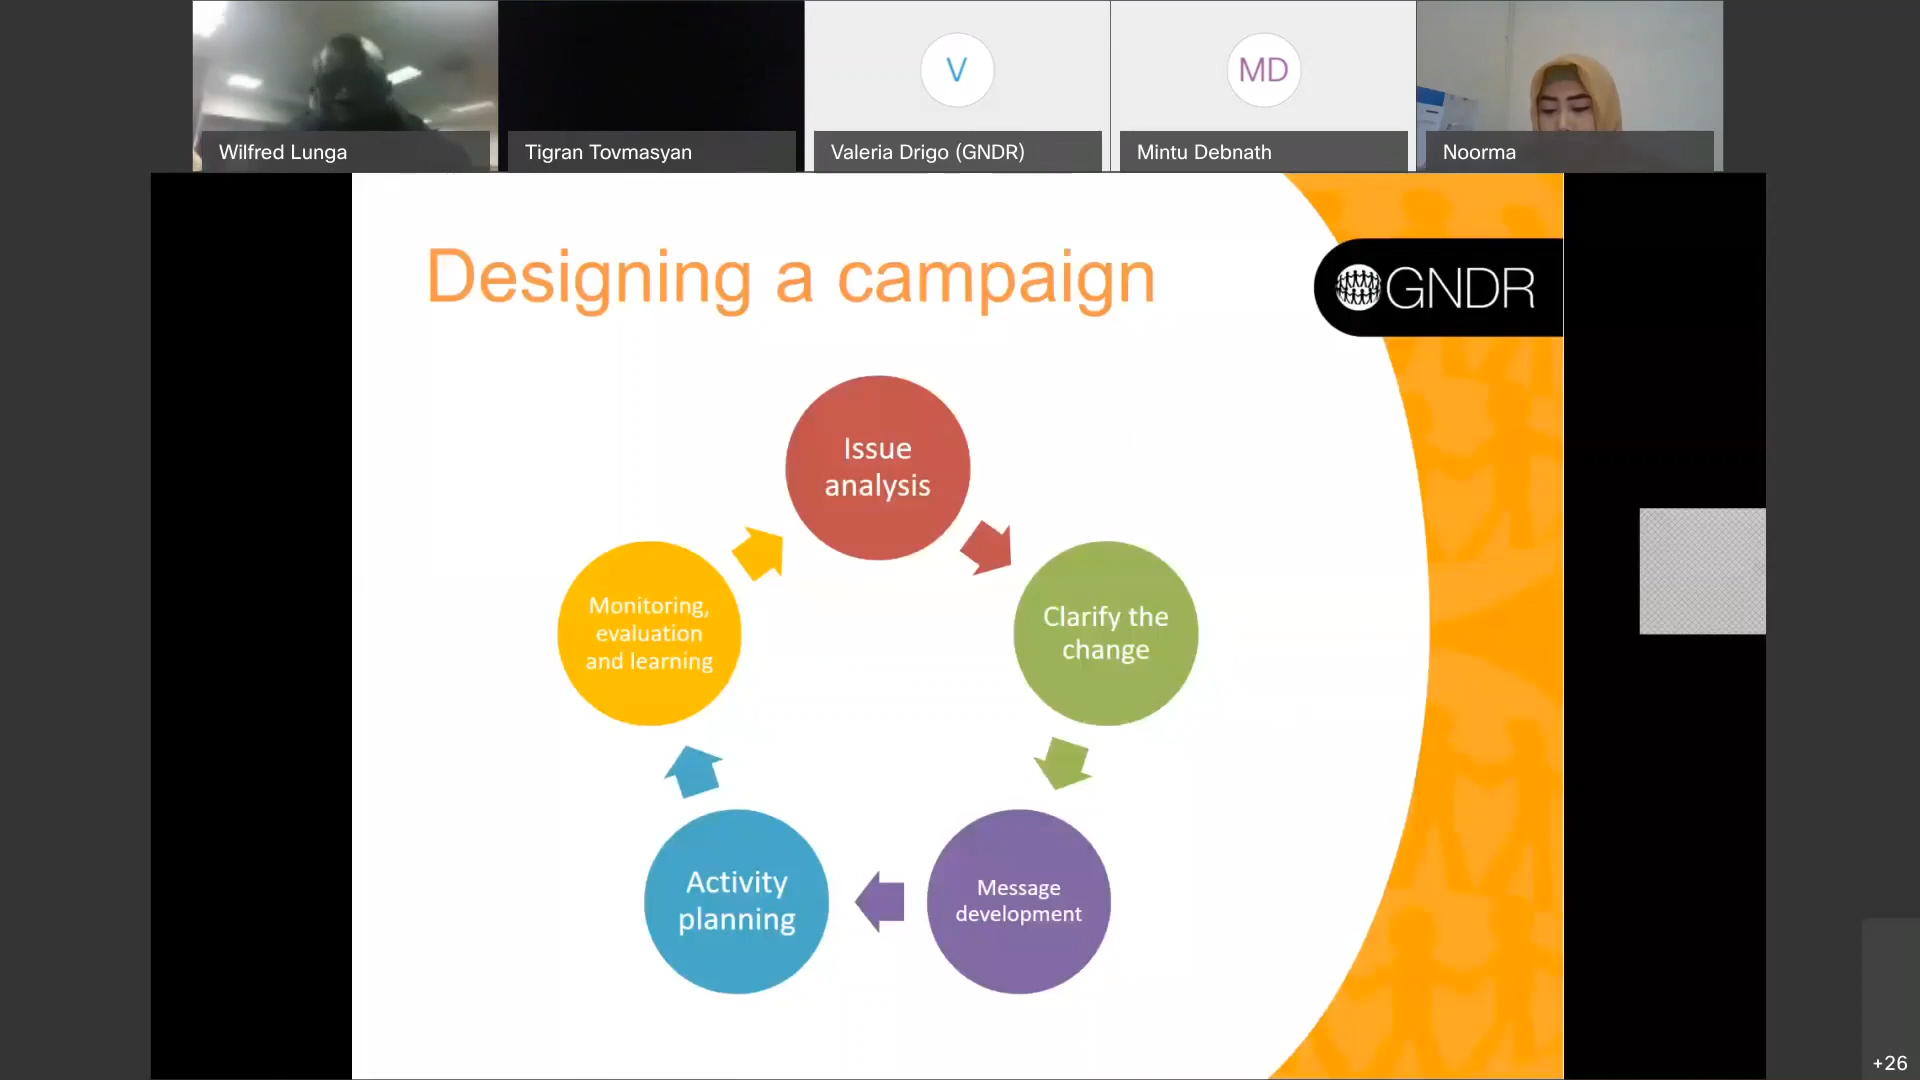 V
MD
Wilfred Lunga
Tigran Tovmasyan
Valeria Drigo (GNDR)
Mintu Debnath
Noorma
Designing a campaign
GNDR
Issue
analysis
Clarify the
change
Message
development
Activity
planning
Monitoring,
evaluation
and learning
+26